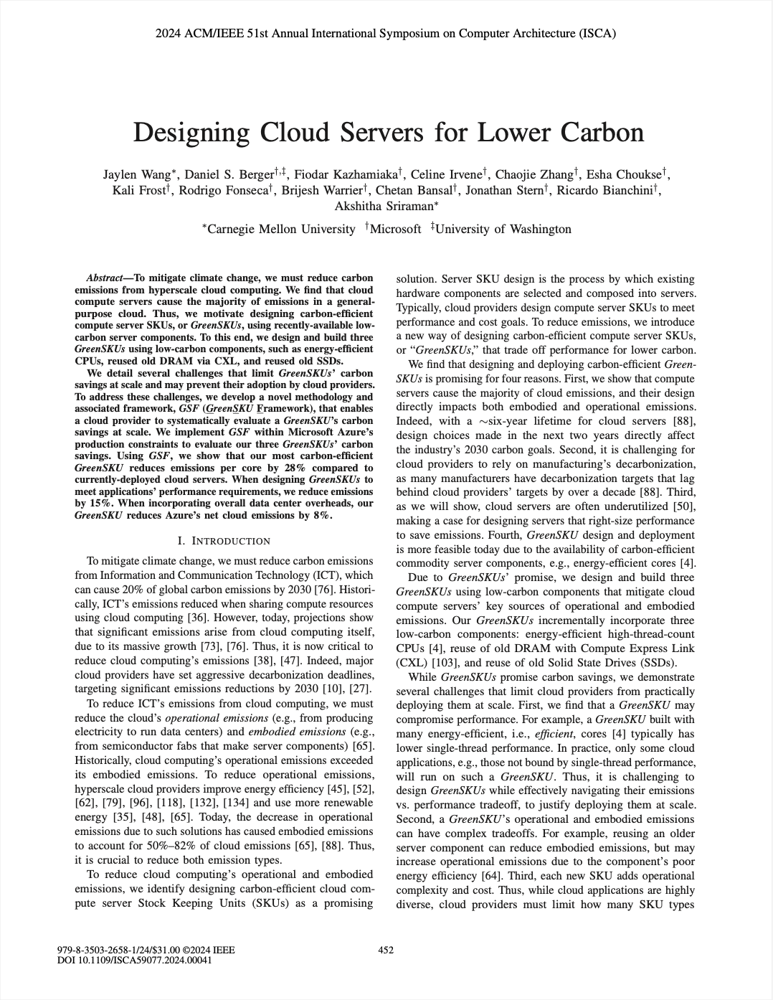 2024 ACM/IEEE 51st Annual International Symposium on Computer Architecture (ISCA)
Designing Cloud Servers for Lower Carbon
Jaylen Wang*, Daniel S. Berger†,‡, Fiodar Kazhamiaka†, Celine Irvene†, Chaojie Zhang†, Esha Choukse†,
Kali Frost†, Rodrigo Fonseca†, Brijesh Warrier†, Chetan Bansal†, Jonathan Stern†, Ricardo Bianchini†,
Akshitha Sriraman*
*Carnegie Mellon University †Microsoft ‡University of Washington
Abstract—To mitigate climate change, we must reduce carbon
emissions from hyperscale cloud computing. We find that cloud
compute servers cause the majority of emissions in a general-
purpose cloud. Thus, we motivate designing carbon-efficient
compute server SKUs, or GreenSKUs, using recently-available low-
carbon server components. To this end, we design and build three
GreenSKUs using low-carbon components, such as energy-efficient
CPUs, reused old DRAM via CXL, and reused old SSDs.
We detail several challenges that limit GreenSKUs' carbon
savings at scale and may prevent their adoption by cloud providers.
To address these challenges, we develop a novel methodology and
associated framework, GSF (GreenSKU Framework), that enables
a cloud provider to systematically evaluate a GreenSKU's carbon
savings at scale. We implement GSF within Microsoft Azure's
production constraints to evaluate our three GreenSKUs' carbon
savings. Using GSF, we show that our most carbon-efficient
GreenSKU reduces emissions per core by 28% compared to
currently-deployed cloud servers. When designing GreenSKUs to
meet applications' performance requirements, we reduce emissions
by 15%. When incorporating overall data center overheads, our
GreenSKU reduces Azure's net cloud emissions by 8%.
I. INTRODUCTION
To mitigate climate change, we must reduce carbon emissions
from Information and Communication Technology (ICT), which
can cause 20% of global carbon emissions by 2030 [76]. Histori-
cally, ICT's emissions reduced when sharing compute resources
using cloud computing [36]. However, today, projections show
that significant emissions arise from cloud computing itself,
due to its massive growth [73], [76]. Thus, it is now critical to
reduce cloud computing's emissions [38], [47]. Indeed, major
cloud providers have set aggressive decarbonization deadlines,
targeting significant emissions reductions by 2030 [10], [27].
To reduce ICT's emissions from cloud computing, we must
reduce the cloud's operational emissions (e.g., from producing
electricity to run data centers) and embodied emissions (e.g.,
from semiconductor fabs that make server components) [65].
Historically, cloud computing's operational emissions exceeded
its embodied emissions. To reduce operational emissions,
hyperscale cloud providers improve energy efficiency [45], [52],
[62], [79], [96], [118], [132], [134] and use more renewable
energy [35], [48], [65]. Today, the decrease in operational
emissions due to such solutions has caused embodied emissions
to account for 50%–82% of cloud emissions [65], [88]. Thus,
it is crucial to reduce both emission types.
To reduce cloud computing's operational and embodied
emissions, we identify designing carbon-efficient cloud com-
pute server Stock Keeping Units (SKUs) as a promising
solution. Server SKU design is the process by which existing
hardware components are selected and composed into servers.
Typically, cloud providers design compute server SKUs to meet
performance and cost goals. To reduce emissions, we introduce
a new way of designing carbon-efficient compute server SKUs,
or “GreenSKUs,” that trade off performance for lower carbon.
We find that designing and deploying carbon-efficient Green-
SKUs is promising for four reasons. First, we show that compute
servers cause the majority of cloud emissions, and their design
directly impacts both embodied and operational emissions.
Indeed, with a ∼six-year lifetime for cloud servers [88],
design choices made in the next two years directly affect
the industry's 2030 carbon goals. Second, it is challenging for
cloud providers to rely on manufacturing's decarbonization,
as many manufacturers have decarbonization targets that lag
behind cloud providers' targets by over a decade [88]. Third,
as we will show, cloud servers are often underutilized [50],
making a case for designing servers that right-size performance
to save emissions. Fourth, GreenSKU design and deployment
is more feasible today due to the availability of carbon-efficient
commodity server components, e.g., energy-efficient cores [4].
Due to GreenSKUs' promise, we design and build three
GreenSKUs using low-carbon components that mitigate cloud
compute servers' key sources of operational and embodied
emissions. Our GreenSKUs incrementally incorporate three
low-carbon components: energy-efficient high-thread-count
CPUs [4], reuse of old DRAM with Compute Express Link
(CXL) [103], and reuse of old Solid State Drives (SSDs).
While GreenSKUs promise carbon savings, we demonstrate
several challenges that limit cloud providers from practically
deploying them at scale. First, we find that a GreenSKU may
compromise performance. For example, a GreenSKU built with
many energy-efficient, i.e., efficient, cores [4] typically has
lower single-thread performance. In practice, only some cloud
applications, e.g., those not bound by single-thread performance,
will run on such a GreenSKU. Thus, it is challenging to
design GreenSKUs while effectively navigating their emissions
vs. performance tradeoff, to justify deploying them at scale.
Second, a GreenSKU's operational and embodied emissions
can have complex tradeoffs. For example, reusing an older
server component can reduce embodied emissions, but may
increase operational emissions due to the component's poor
energy efficiency [64]. Third, each new SKU adds operational
complexity and cost. Thus, while cloud applications are highly
diverse, cloud providers must limit how many SKU types
979-8-3503-2658-1/24/$31.00 ©2024 IEEE
DOI 10.1109/ISCA59077.2024.00041
452